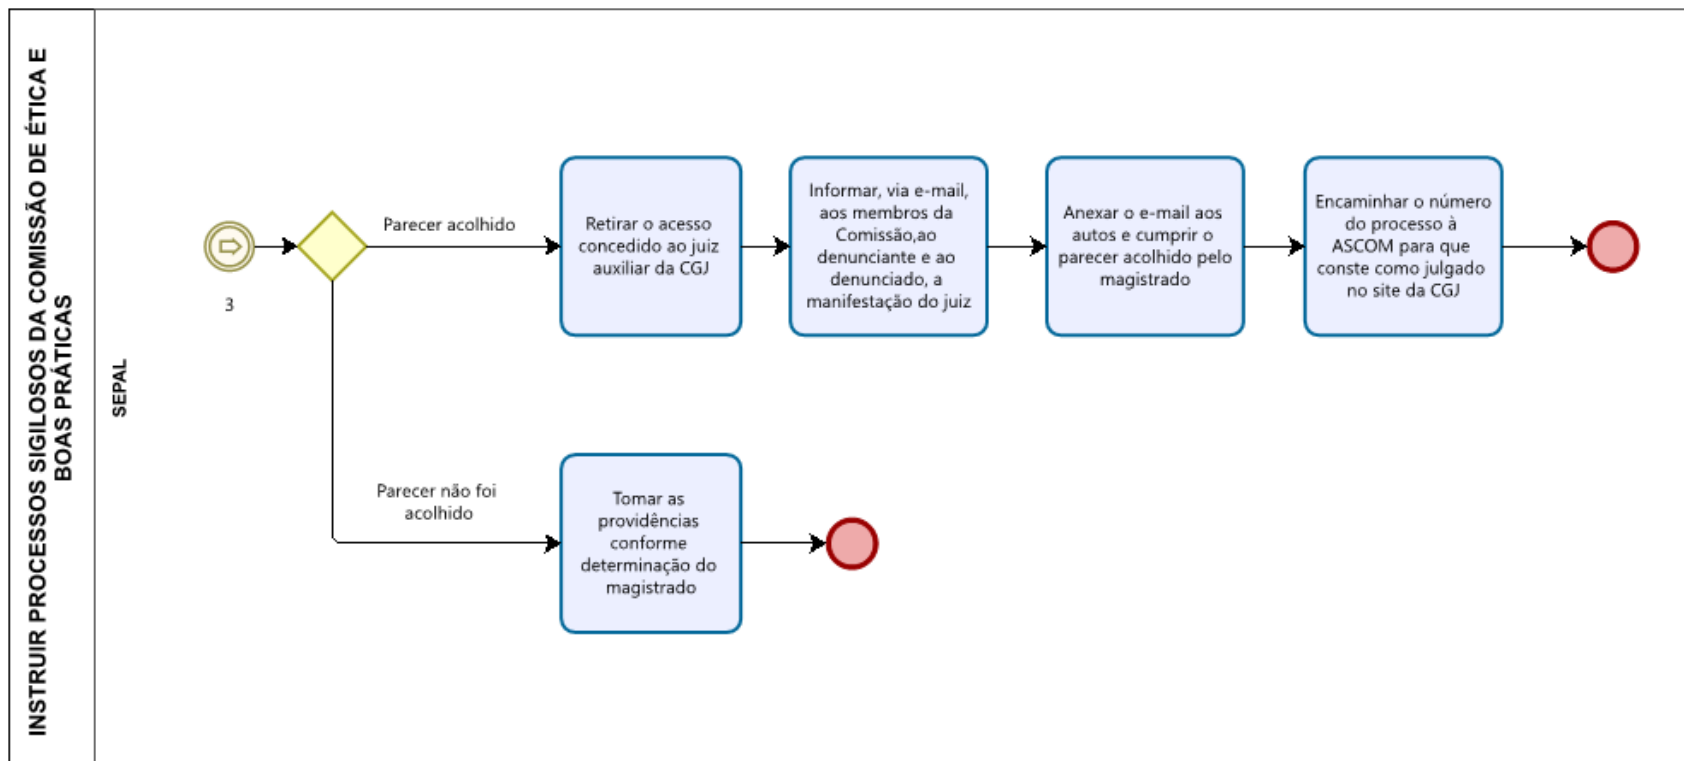 INSTRUIR PROCESSOS SIGILOSOS DA COMISSÃO DE ÉTICA E
BOAS PRÁTICAS
SEPAL
3
Parecer acolhido
Retirar o acesso
concedido ao juiz
auxiliar da CGJ
Informar, via e-mail,
aos membros da
Comissão,ao
denunciante e ao
denunciado, a
manifestação do juiz
Anexar o e-mail aos
autos e cumprir o
parecer acolhido pelo
magistrado
Encaminhar o número
do processo à
ASCOM para que
conste como julgado
no site da CGJ
Parecer não foi
acolhido
Tomar as
providências
conforme
determinação do
magistrado